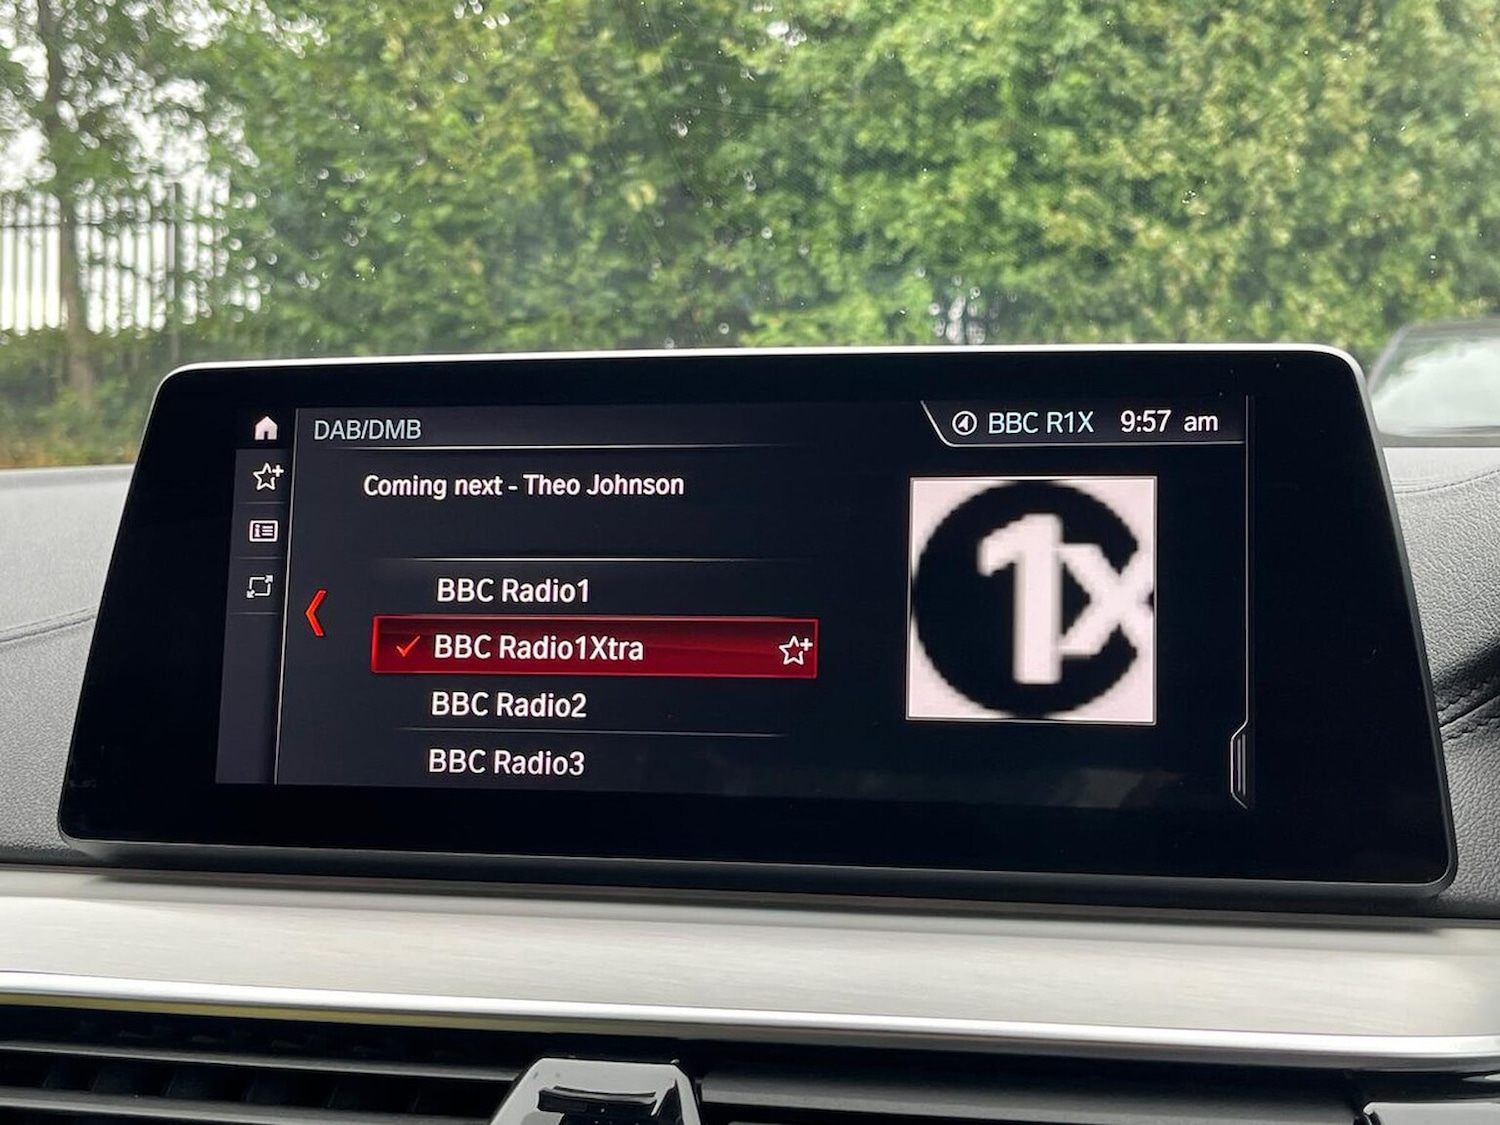 DAB/DMB
BBC R1X 9:57 am
Coming next - Theo Johnson
BBC Radio1
BBC Radio1Xtra
BBC Radio2
BBC Radio3
1x